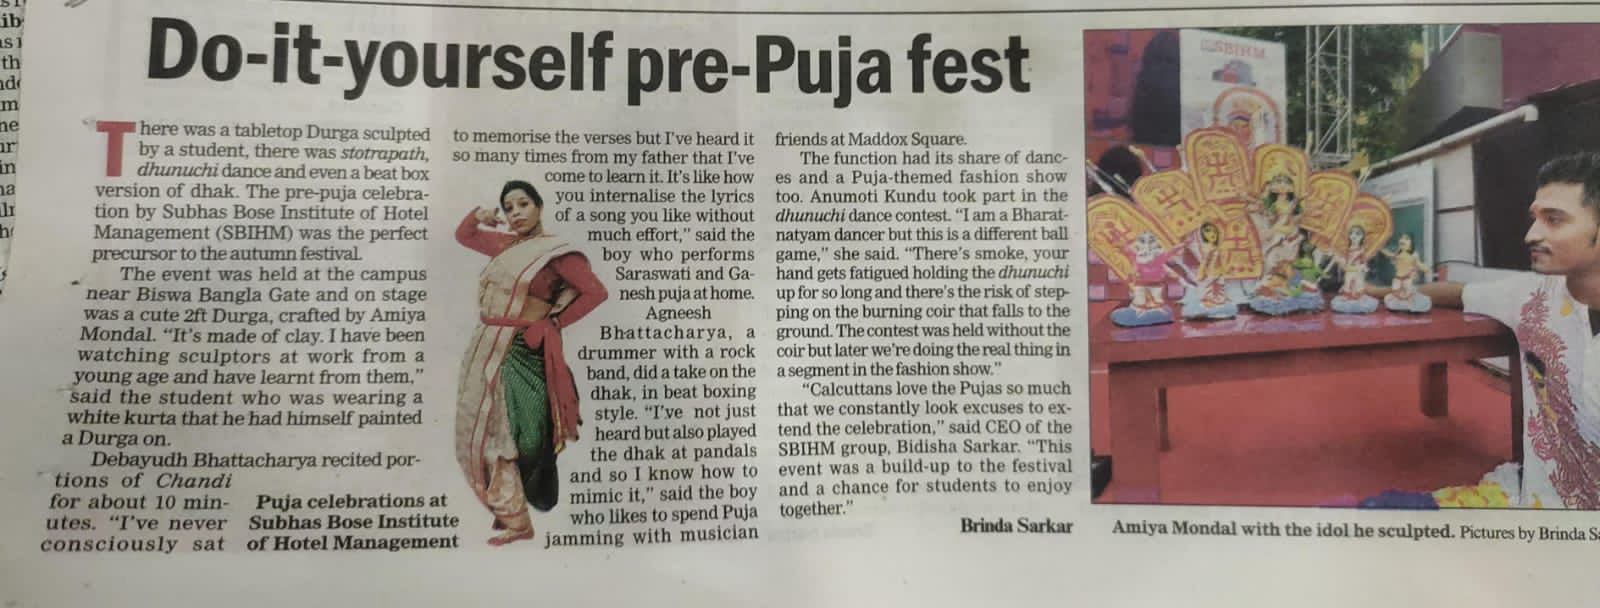 Do-it-yourself pre-Puja fest
There was a tabletop Durga sculpted
by a student, there was stotrapath,
dhunuchi dance and even a beat box
version of dhak. The pre-puja celebra-
tion by Subhas Bose Institute of Hotel
Management (SBIHM) was the perfect
precursor to the autumn festival.
The event was held at the campus
near Biswa Bangla Gate and on stage
was a cute 2ft Durga, crafted by Amiya
Mondal. “It's made of clay. I have been
watching sculptors at work from a
young age and have learnt from them,”
said the student who was wearing a
white kurta that he had himself painted
a Durga on.
Debayudh Bhattacharya recited por-
tions of Chandi
for about 10 min-
utes. “I've never
consciously sat
Puja celebrations at
Subhas Bose Institute
of Hotel Management
to memorise the verses but I've heard it
so many times from my father that I've
come to learn it. It's like how
you internalise the lyrics
of a song you like without
much effort,” said the
boy who performs
Saraswati and Ga-
nesh puja at home.
Agneesh
Bhattacharya, a
drummer with a rock
band, did a take on the
dhak, in beat boxing
style. “I've not just
heard but also played
the dhak at pandals
and so I know how to
mimic it,” said the boy
who likes to spend Puja
jamming with musician
friends at Maddox Square.
The function had its share of danc-
es and a Puja-themed fashion show
too. Anumoti Kundu took part in the
dhunuchi dance contest. “I am a Bharat-
natyam dancer but this is a different ball
game,” she said. “There's smoke, your
hand gets fatigued holding the dhunuchi
up for so long and there's the risk of step-
ping on the burning coir that falls to the
ground. The contest was held without the
coir but later we're doing the real thing in
a segment in the fashion show.”
“Calcuttans love the Pujas so much
that we constantly look excuses to ex-
tend the celebration,” said CEO of the
SBIHM group, Bidisha Sarkar. “This
event was a build-up to the festival
and a chance for students to enjoy
together.”
Brinda Sarkar
SBIHM
Amiya Mondal with the idol he sculpted. Pictures by Brinda